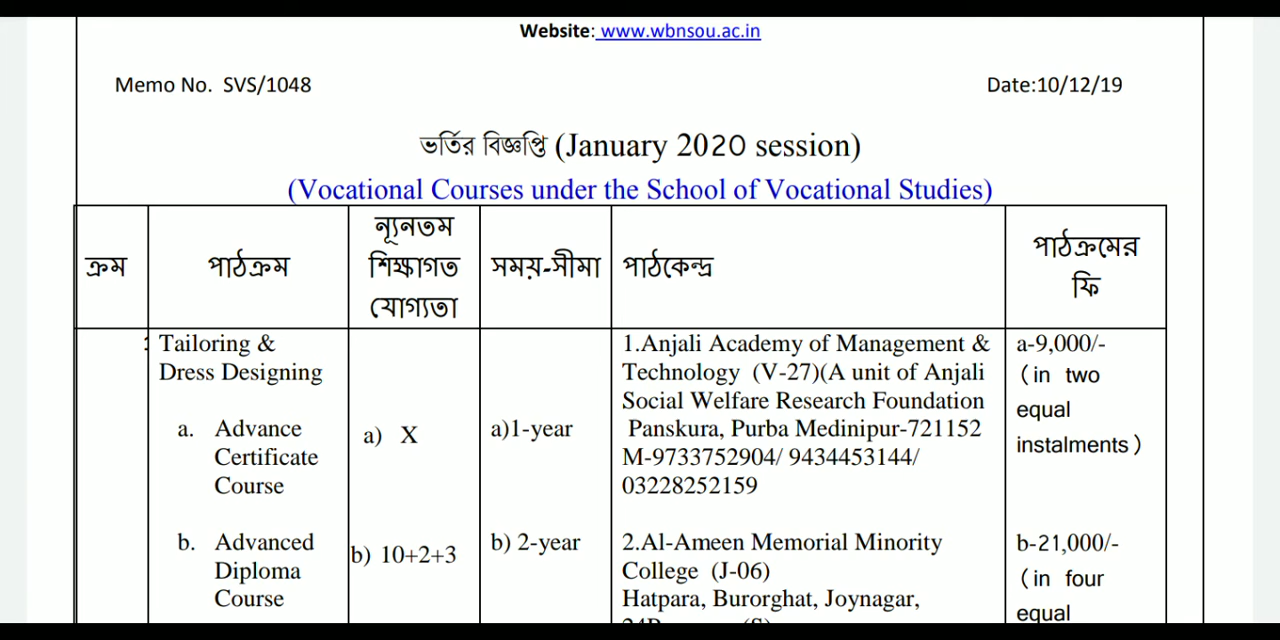 Website: www.wbnsou.ac.in
Memo No. SVS/1048 Date:10/12/19
ভর্তির বিজ্ঞপ্তি (January 2020 session)
(Vocational Courses under the School of Vocational Studies)
ক্রম
পাঠক্রম
ন্যূনতম
শিক্ষাগত
যোগ্যতা
সময়-সীমা
পাঠকেন্দ্র
পাঠক্রমের
ফি
Tailoring &
Dress Designing
a. Advance
Certificate
Course
a) X
a)1-year
1.Anjali Academy of Management &
Technology (V-27)(A unit of Anjali
Social Welfare Research Foundation
Panskura, Purba Medinipur-721152
M-9733752904/ 9434453144/
03228252159
a-9,000/-
(in two
equal
instalments)
b. Advanced
Diploma
Course
b) 10+2+3
b) 2-year
2.Al-Ameen Memorial Minority
College (J-06)
Hatpara, Burorghat, Joynagar,
b-21,000/-
(in four
equal